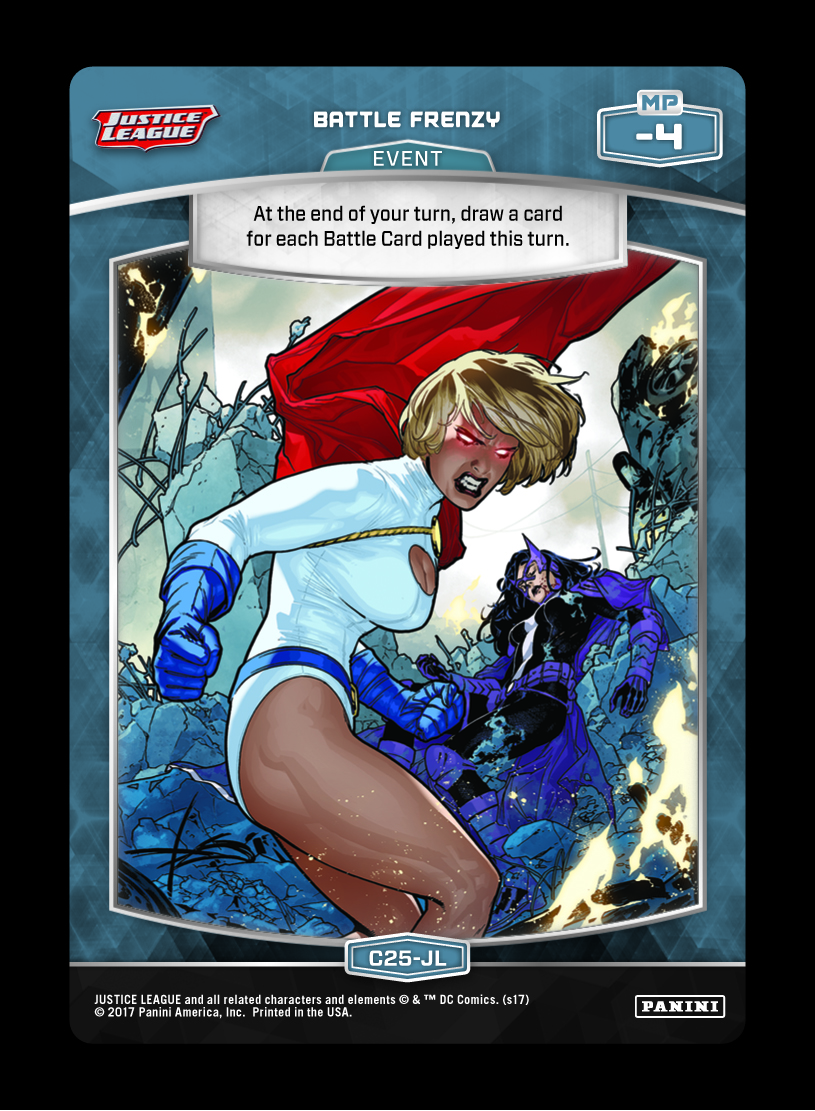 JUSTICE
LEAGUE
BATTLE FRENZY
MP
-4
EVENT
At the end of your turn, draw a card
for each Battle Card played this turn.
C25-JL
JUSTICE LEAGUE and all related characters and elements © & ™ DC Comics. (s17)
© 2017 Panini America, Inc. Printed in the USA.
PANINI